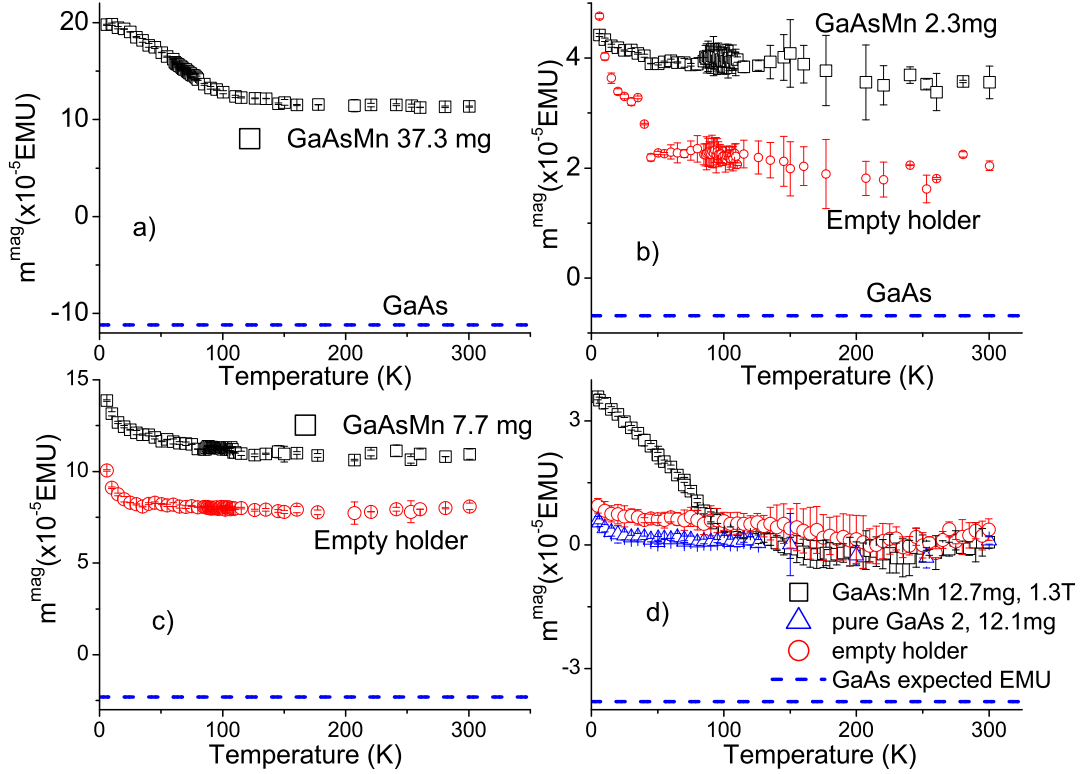 20
10
0
-10
m^mag(x10^-5EMU)
GaAsMn 37.3 mg
a)
GaAs
0
100
200
300
Temperature (K)
4
2
0
m^mag(x10^-5EMU)
GaAsMn 2.3mg
Empty holder
b)
GaAs
0
100
200
300
Temperature (K)
15
10
5
0
m^mag(x10^-5EMU)
GaAsMn 7.7 mg
Empty holder
c)
0
100
200
300
Temperature (K)
3
0
-3
m^mag(x10^-5EMU)
d)
GaAs:Mn 12.7mg, 1.3T
pure GaAs 2, 12.1mg
empty holder
GaAs expected EMU
0
100
200
300
Temperature (K)